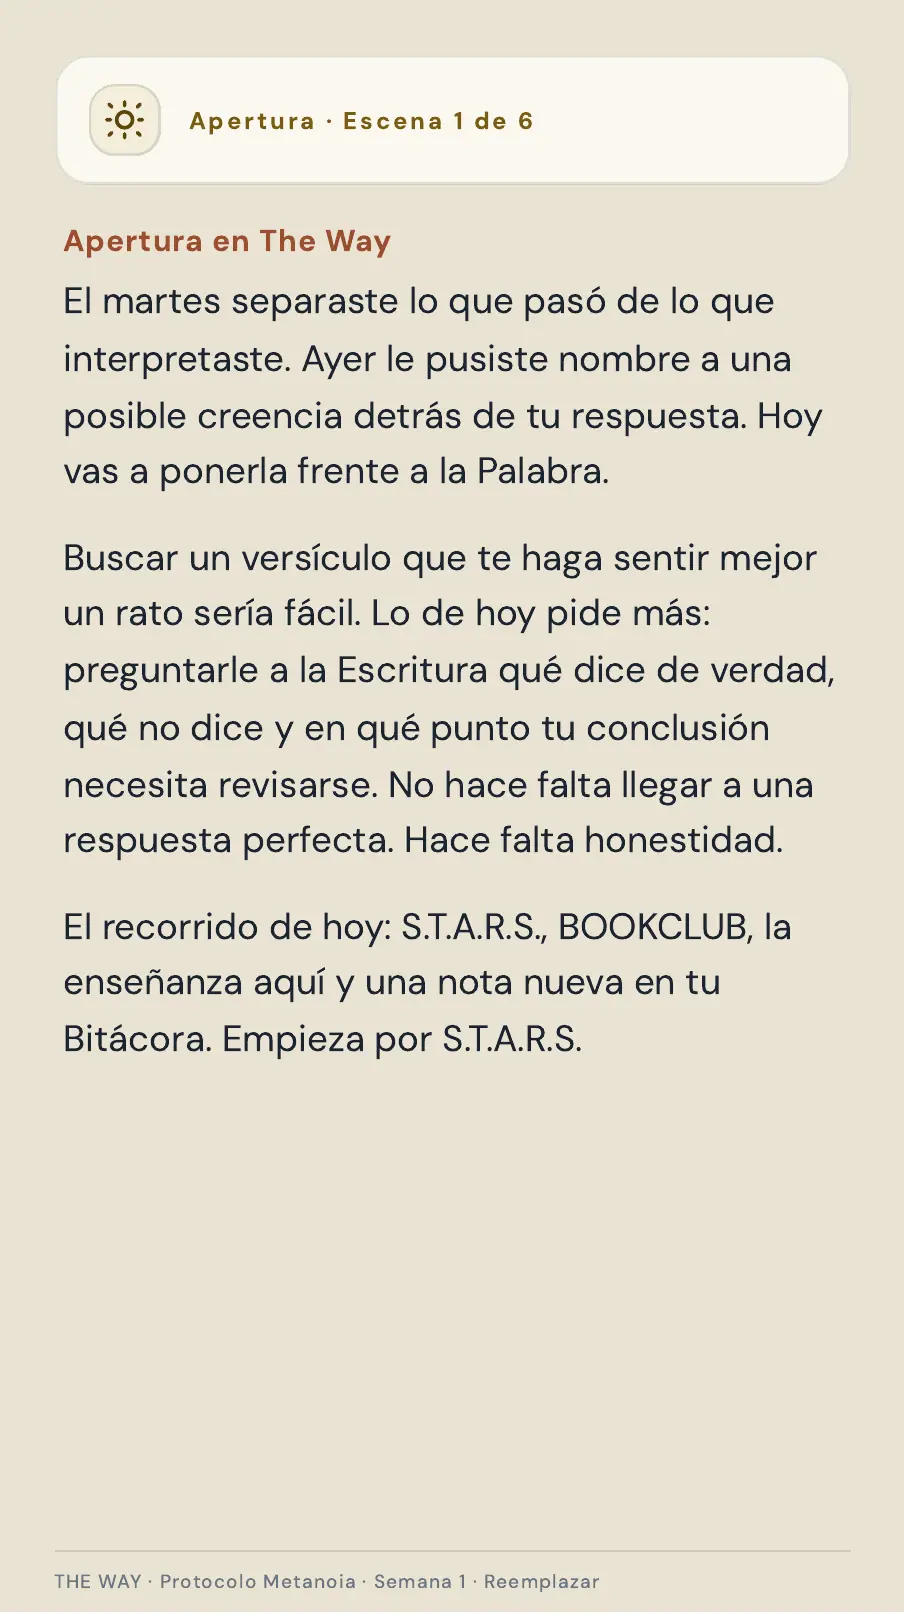 Apertura · Escena 1 de 6
Apertura en The Way
El martes separaste lo que pasó de lo que
interpretaste. Ayer le pusiste nombre a una
posible creencia detrás de tu respuesta. Hoy
vas a ponerla frente a la Palabra.
Buscar un versículo que te haga sentir mejor
un rato sería fácil. Lo de hoy pide más:
preguntarle a la Escritura qué dice de verdad,
qué no dice y en qué punto tu conclusión
necesita revisarse. No hace falta llegar a una
respuesta perfecta. Hace falta honestidad.
El recorrido de hoy: S.T.A.R.S., BOOKCLUB, la
enseñanza aquí y una nota nueva en tu
Bitácora. Empieza por S.T.A.R.S.
THE WAY · Protocolo Metanoia · Semana 1 · Reemplazar